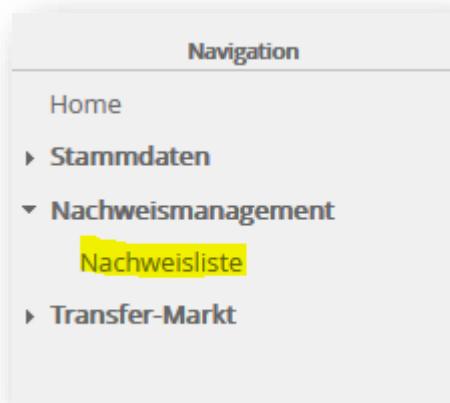 Navigation
Home
Stammdaten
Nachweismanagement
Nachweisliste
Transfer-Markt